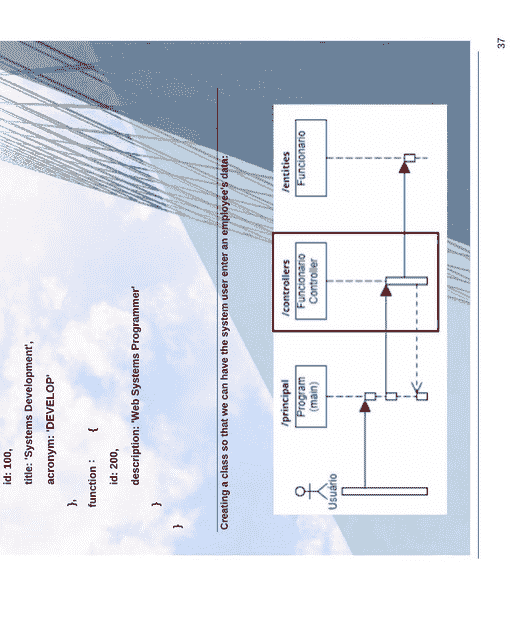 id: 100,
title: 'Systems Development',
acronym: 'DEVELOP'
},
function : {
id: 200,
description: 'Web Systems Programmer'
}
}
Creating a class so that we can have the system user enter an employee's data:
/principal
/controllers
/entities
Program
(main)
Funcionario
Controller
Funcionario
Usuário
37